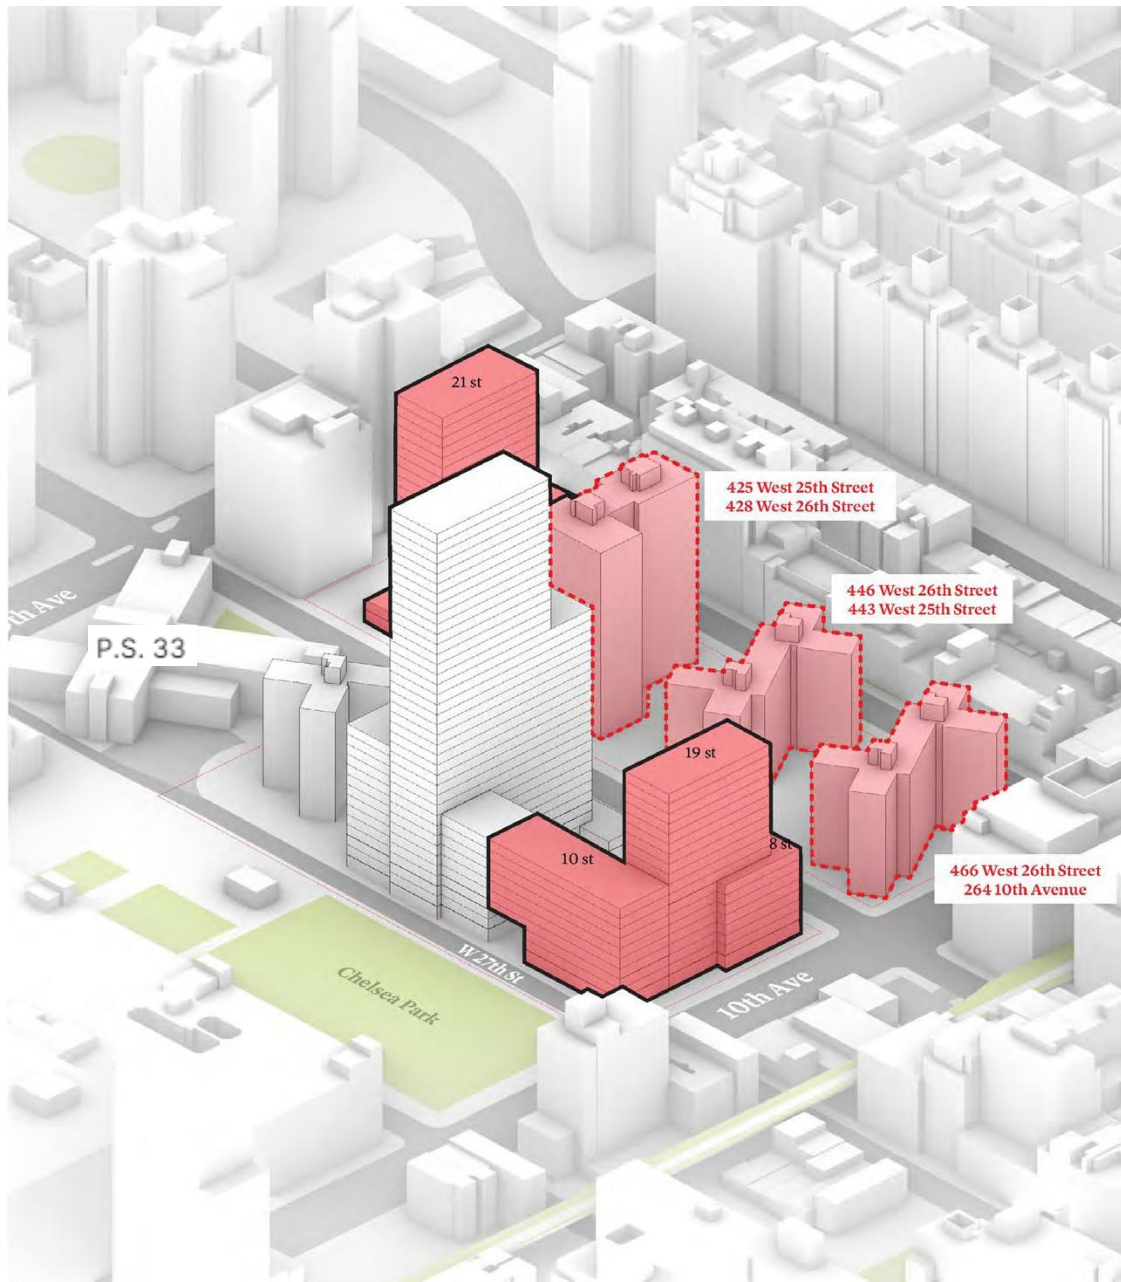 21 st
425 West 25th Street
428 West 26th Street
446 West 26th Street
443 West 25th Street
th Ave
P.S. 33
19 st
10 st
8 st
466 West 26th Street
264 10th Avenue
W 27th St
Chelsea Park
10th Ave